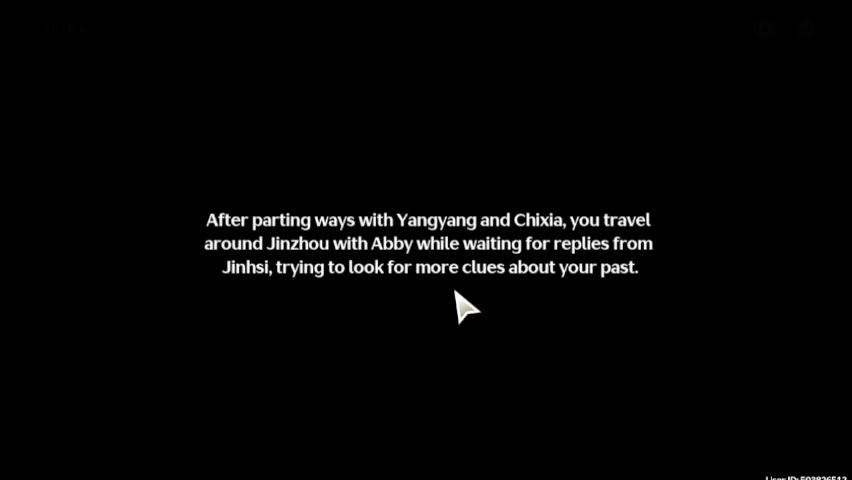 After parting ways with Yangyang and Chixia, you travel
around Jinzhou with Abby while waiting for replies from
Jinhsi, trying to look for more clues about your past.